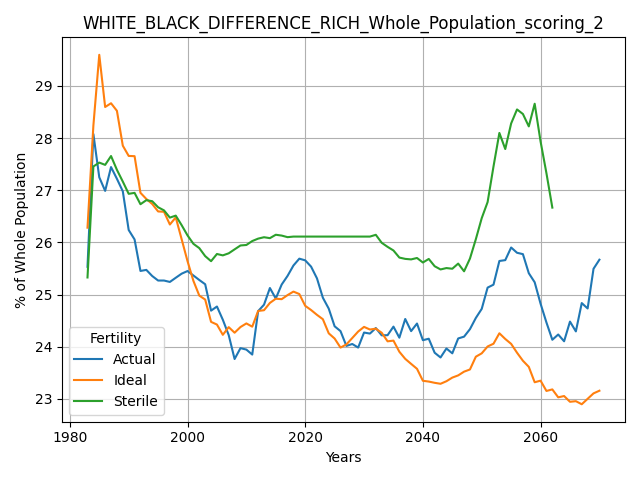 WHITE_BLACK_DIFFERENCE_RICH_Whole_Population_scoring_2
% of Whole Population
29
28
27
26
25
24
23
Fertility
Actual
Ideal
Sterile
1980 2000 2020 2040 2060
Years